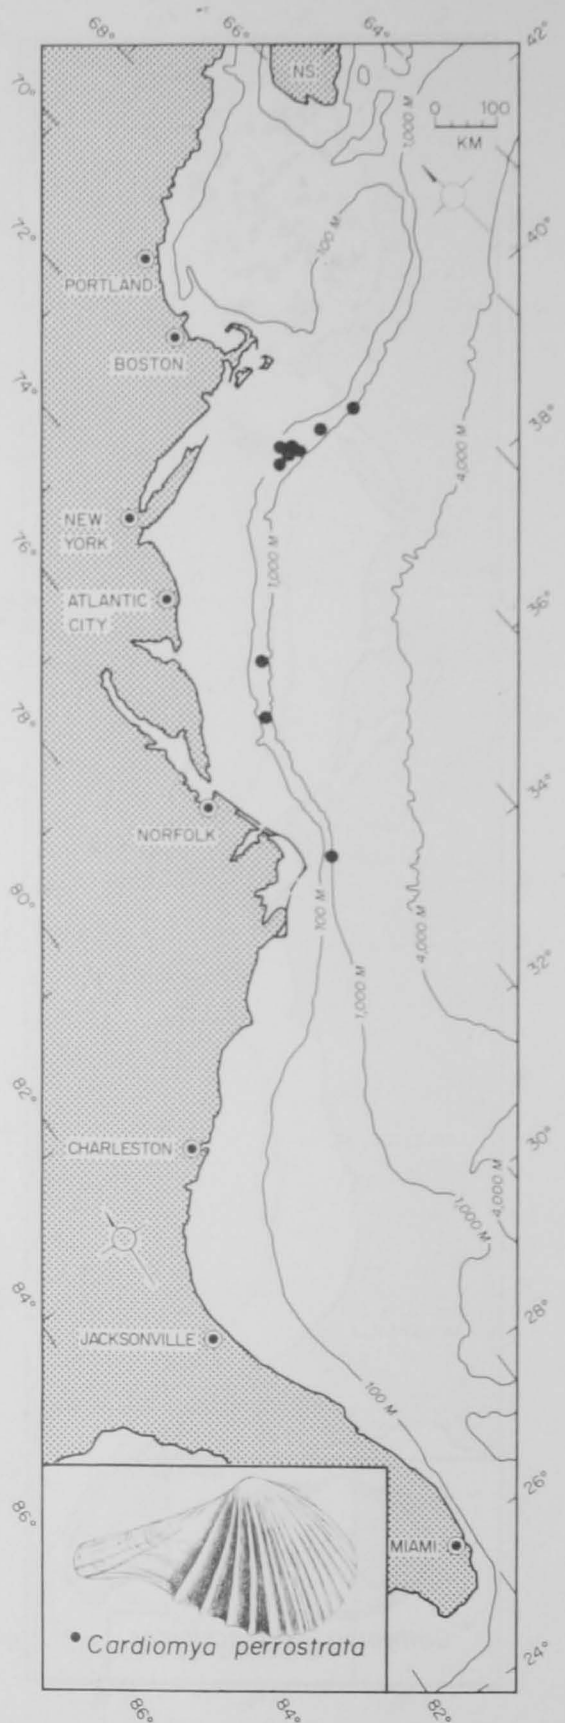 68°
66°
64°
42°
NS.
70°
0 100
KM
1,000 M
72°
40°
100 M
PORTLAND
BOSTON
74°
38°
4,000 M
NEW
YORK
76°
1,000 M
ATLANTIC
CITY
36°
78°
34°
NORFOLK
80°
100 M
4,000 M
32°
1,000 M
82°
30°
CHARLESTON
4,000 M
1,000 M
84°
28°
JACKSONVILLE
100 M
26°
86°
MIAMI
Cardiomya perrostrata
24°
86°
84°
82°